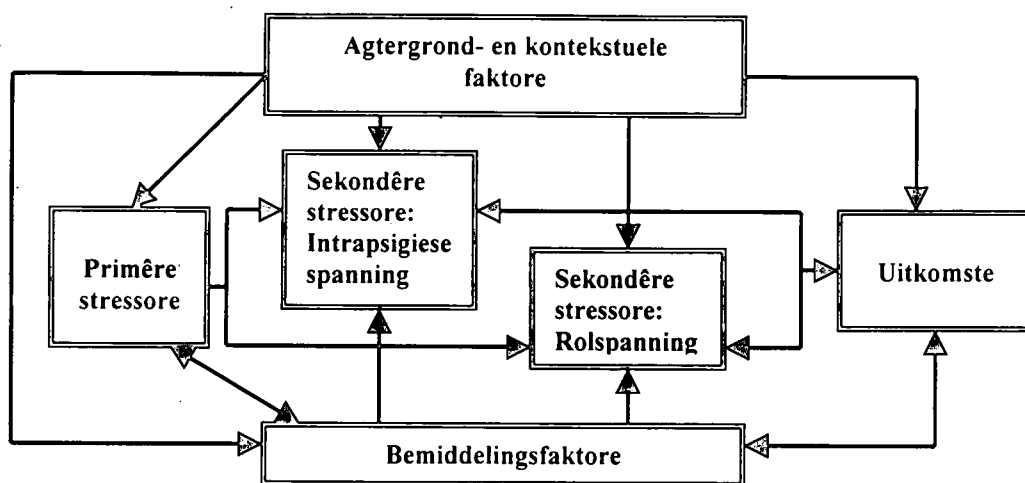 Agtergrond- en kontekstuele
faktore
Sekondêre
stressore:
Intrapsigiese
spanning
Primêre
stressore
Sekondêre
stressore:
Rolspanning
Uitkomste
Bemiddelingsfaktore